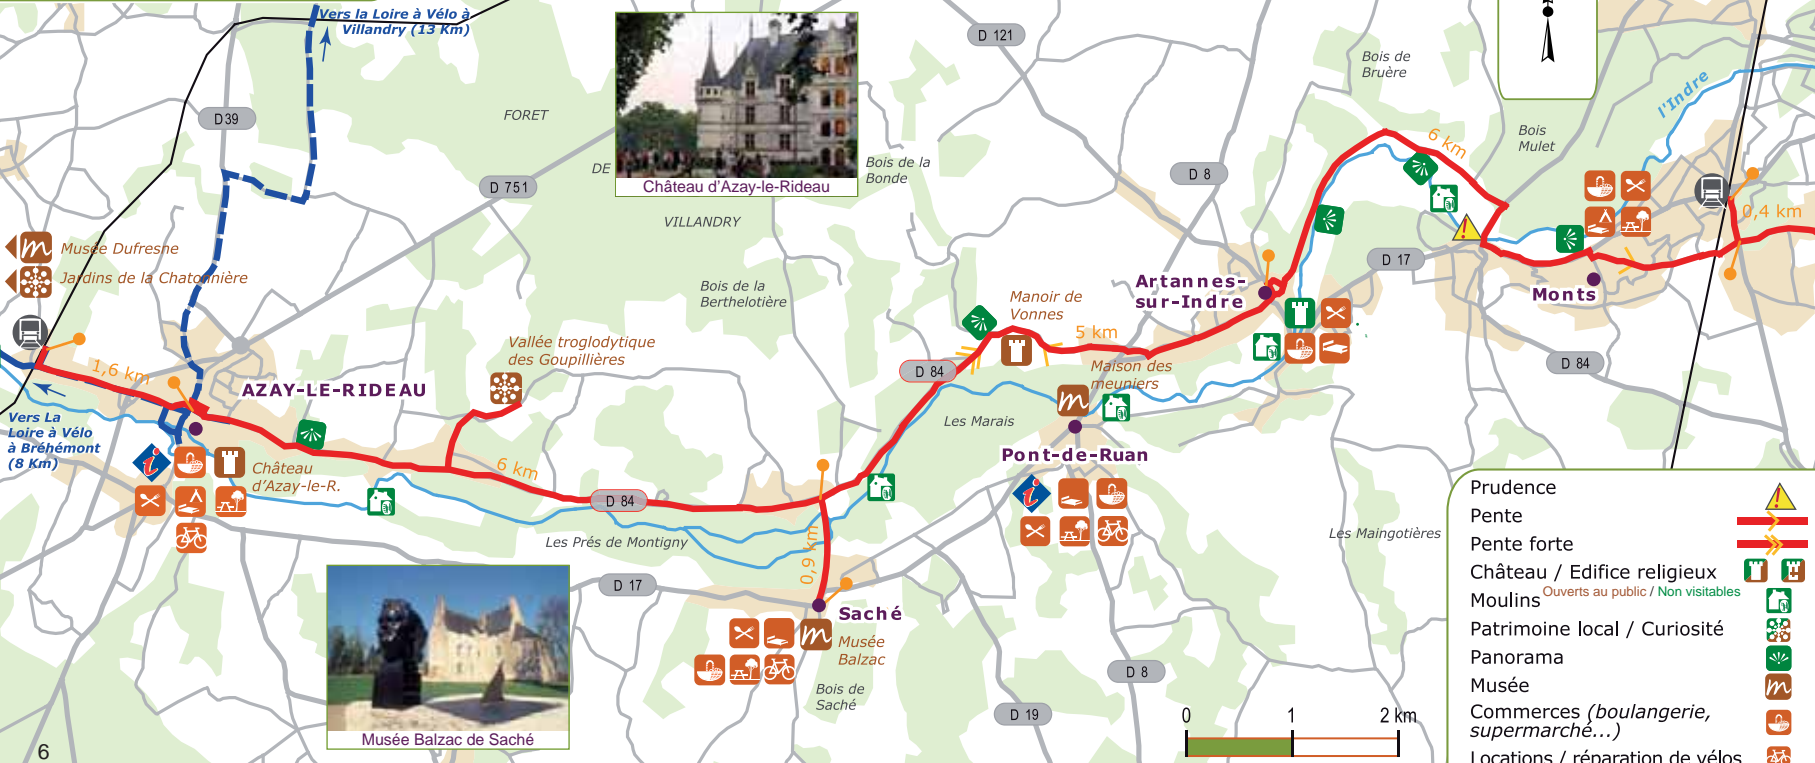 Vers la Loire à Vélo à
Villandry (13 Km)
D 121
Bois de
Bruère
l'Indre
D39
FORET
Bois
Mulet
6 km
DE
Bois de la
Bonde
D 8
D 751
Château d'Azay-le-Rideau
VILLANDRY
0,4 km
Musée Dufresne
Jardins de la Chatonnière
D 17
Artannes-
sur-Indre
Monts
Bois de la
Berthelotière
Manoir de
Vonnes
5 km
Vallée troglodytique
des Goupillières
1,6 km
D 84
Maison des
meuniers
D 84
AZAY-LE-RIDEAU
Vers La
Loire à Vélo
à Bréhémont
(8 Km)
Les Marais
Pont-de-Ruan
Château
d'Azay-le-R.
6 km
D 84
Les Prés de Montigny
0,9 km
Les Maingotières
D 17
Saché
Musée
Balzac
Bois de
Saché
D 8
D 19
Musée Balzac de Saché
0 1 2 km
6
Prudence
Pente
Pente forte
Château / Edifice religieux
Ouverts au public / Non visitables
Moulins
Patrimoine local / Curiosité
Panorama
Musée
Commerces (boulangerie,
supermarché...)
Locations / réparation de vélos